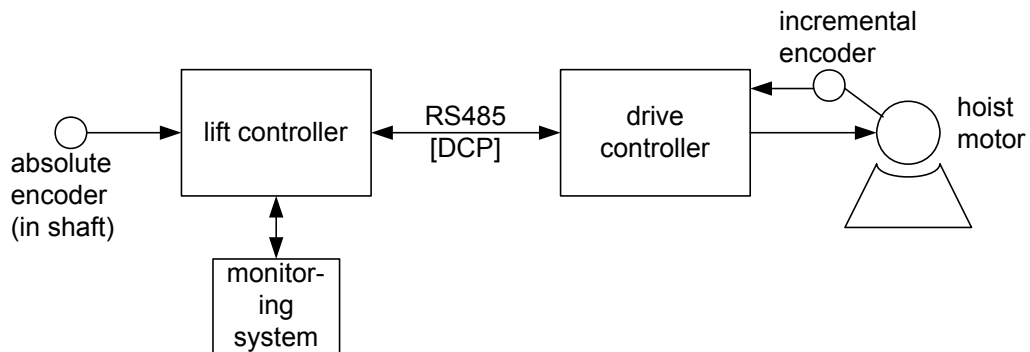 absolute
encoder
(in shaft)
lift controller
monitor-
ing
system
RS485
[DCP]
drive
controller
incremental
encoder
hoist
motor